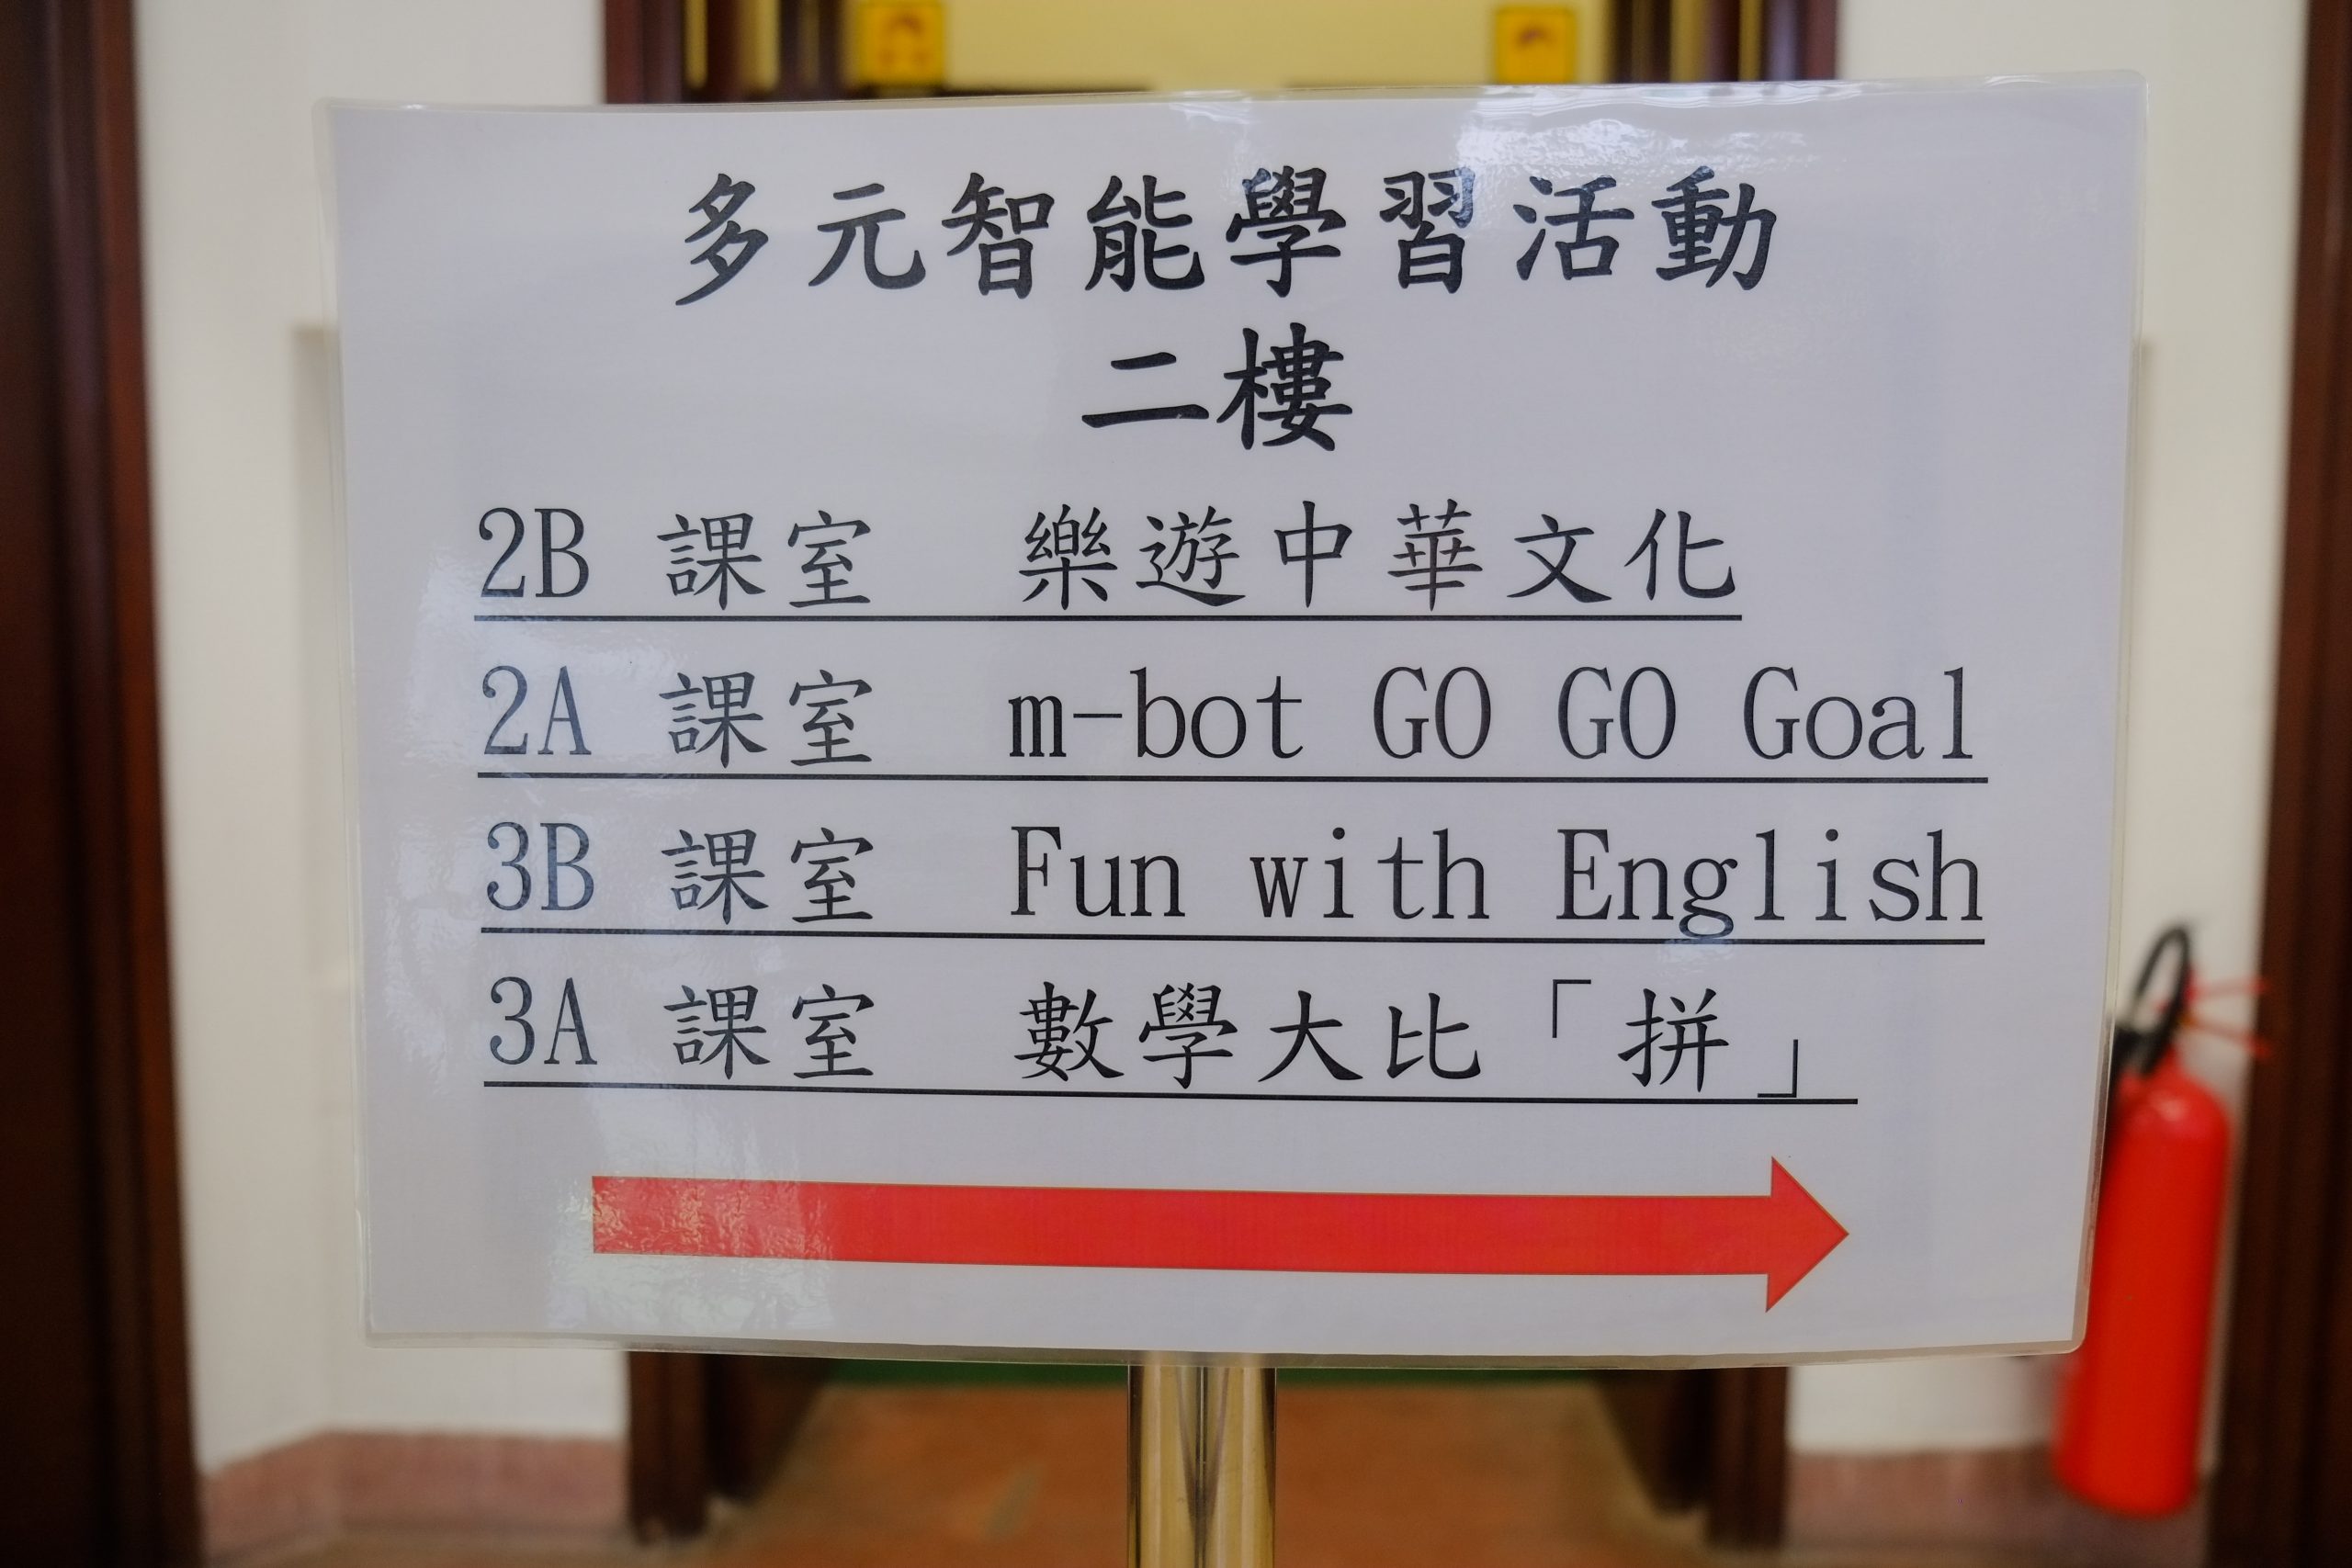 多元智能學習活動
二樓
2B 課室 樂遊中華文化
2A 課室 m-bot GO GO Goal
3B 課室 Fun with English
3A 課室 數學大比「拼」